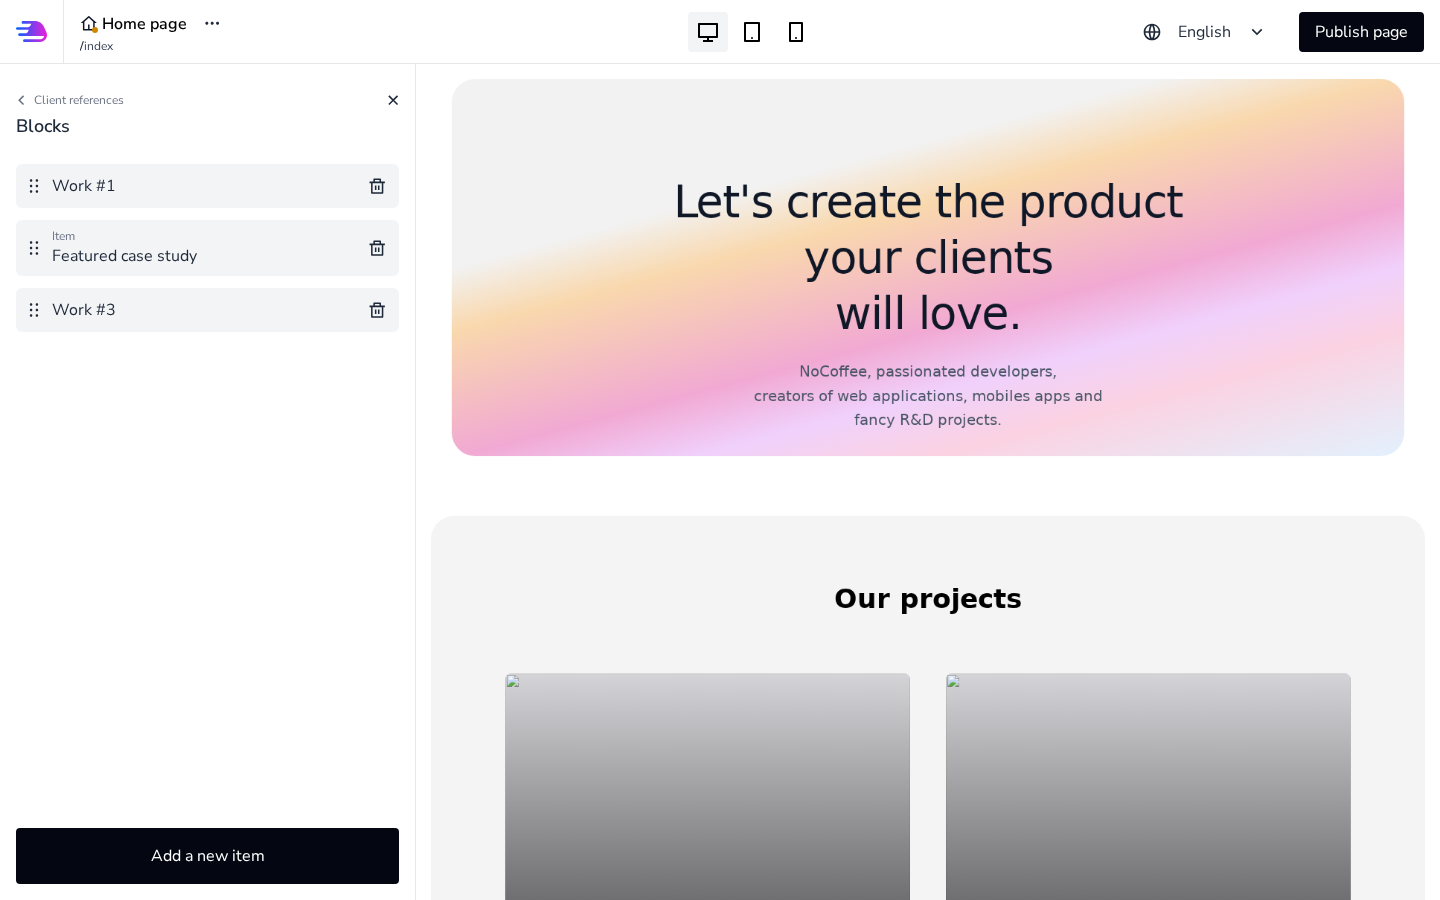 Home page
/index
English
Publish page
Client references
Blocks
Work #1
Item
Featured case study
Work #3
Add a new item
Let's create the product
your clients
will love.
NoCoffee, passionated developers,
creators of web applications, mobiles apps and
fancy R&D projects.
Our projects